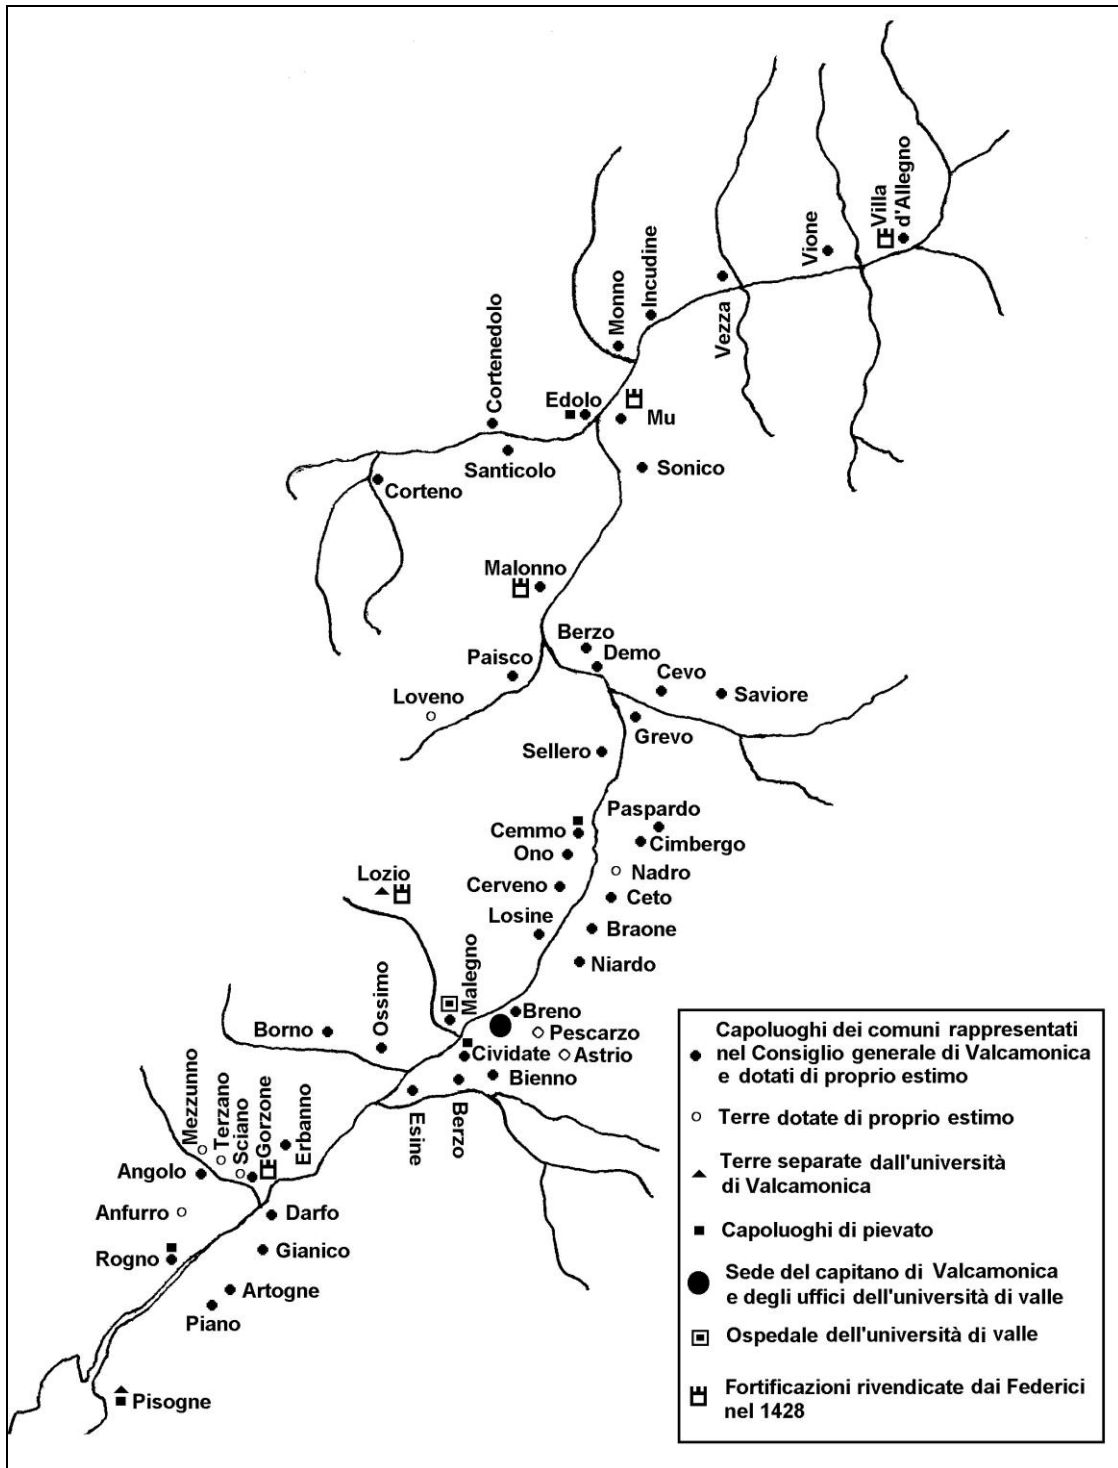 Villa
d'Allegno
Vione
Incudine
Monno
Vezza
Cortenedolo
Edolo
Mu
Santicolo
Sonico
Corteno
Malonno
Berzo
Demo
Paisco
Cevo
Saviore
Loveno
Grevo
Sellero
Paspardo
Cemmo
Cimbergo
Ono
Nadro
Lozio
Cerveno
Ceto
Losine
Braone
Niardo
Malegno
Ossimo
Breno
Borno
Pescarzo
Cividate
Astrio
Bienno
Mezzunno
Terzano
Sciano
Gorzone
Erbanno
Esine
Berzo
Angolo
Anfurro
Darfo
Rogno
Gianico
Artogne
Piano
Pisogne
Capoluoghi dei comuni rappresentati
nel Consiglio generale di Valcamonica
e dotati di proprio estimo
Terre dotate di proprio estimo
Terre separate dall'università
di Valcamonica
Capoluoghi di pievato
Sede del capitano di Valcamonica
e degli uffici dell'università di valle
Ospedale dell'università di valle
Fortificazioni rivendicate dai Federici
nel 1428